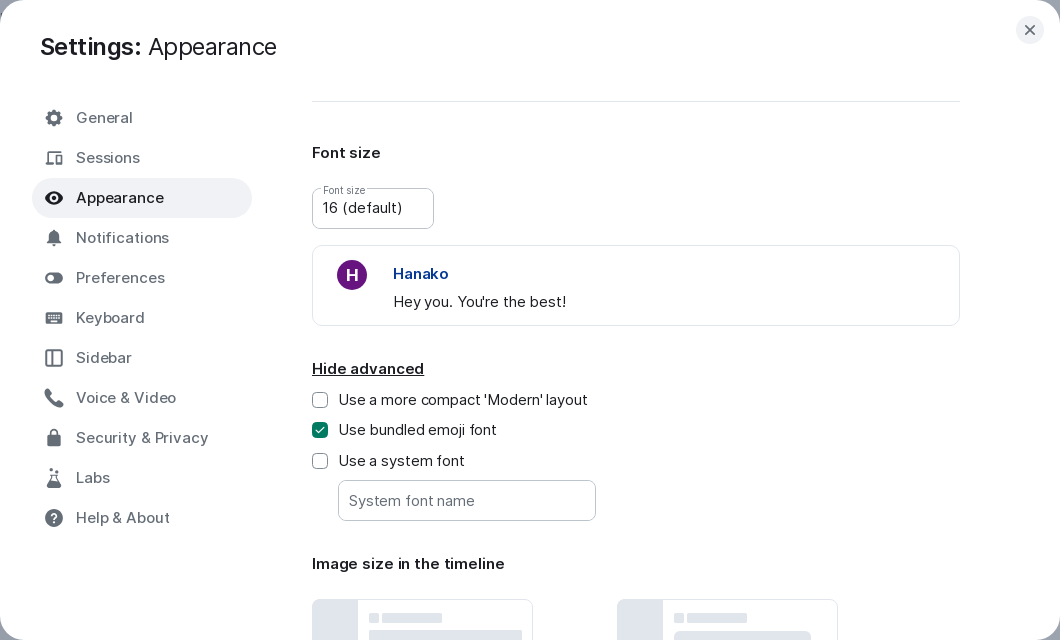 Settings: Appearance
General
Sessions
Appearance
Notifications
Preferences
Keyboard
Sidebar
Voice & Video
Security & Privacy
Labs
Help & About
Font size
Font size
16 (default)
H
Hanako
Hey you. You're the best!
Hide advanced
Use a more compact 'Modern' layout
Use bundled emoji font
Use a system font
System font name
Image size in the timeline